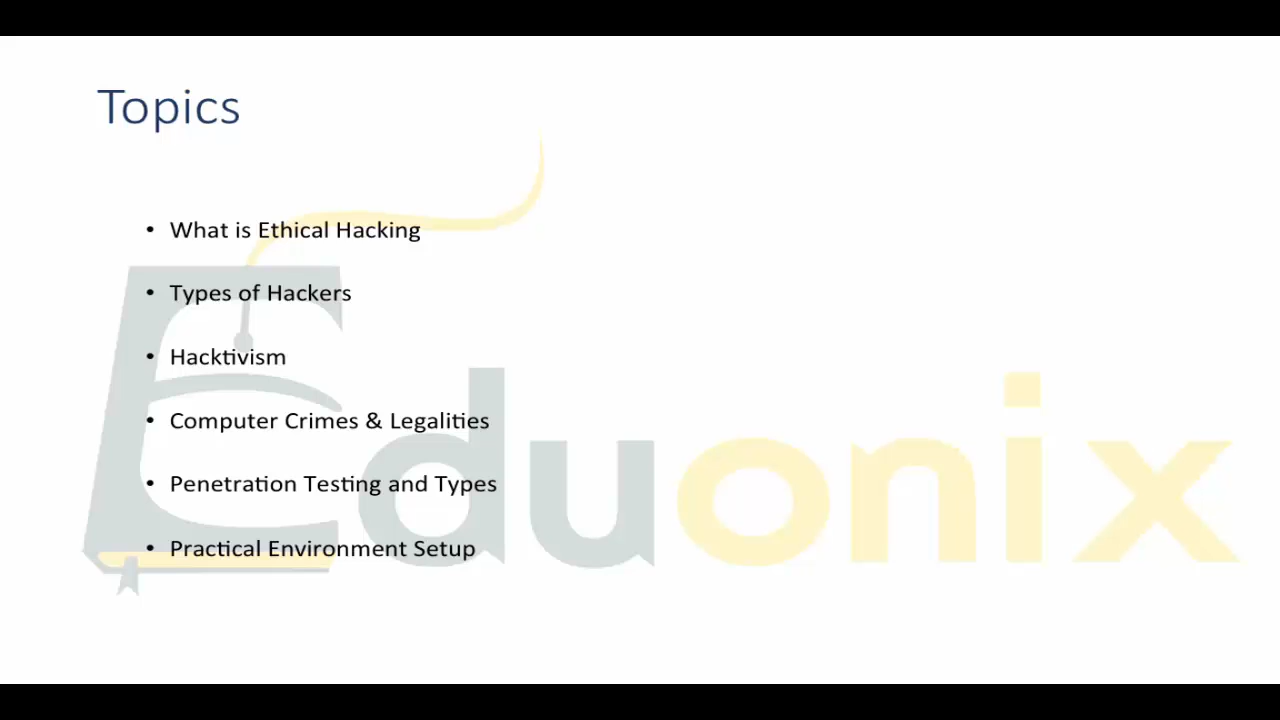 Topics
• What is Ethical Hacking
• Types of Hackers
• Hacktivism
• Computer Crimes & Legalities
• Penetration Testing and Types
• Practical Environment Setup
Eduonix